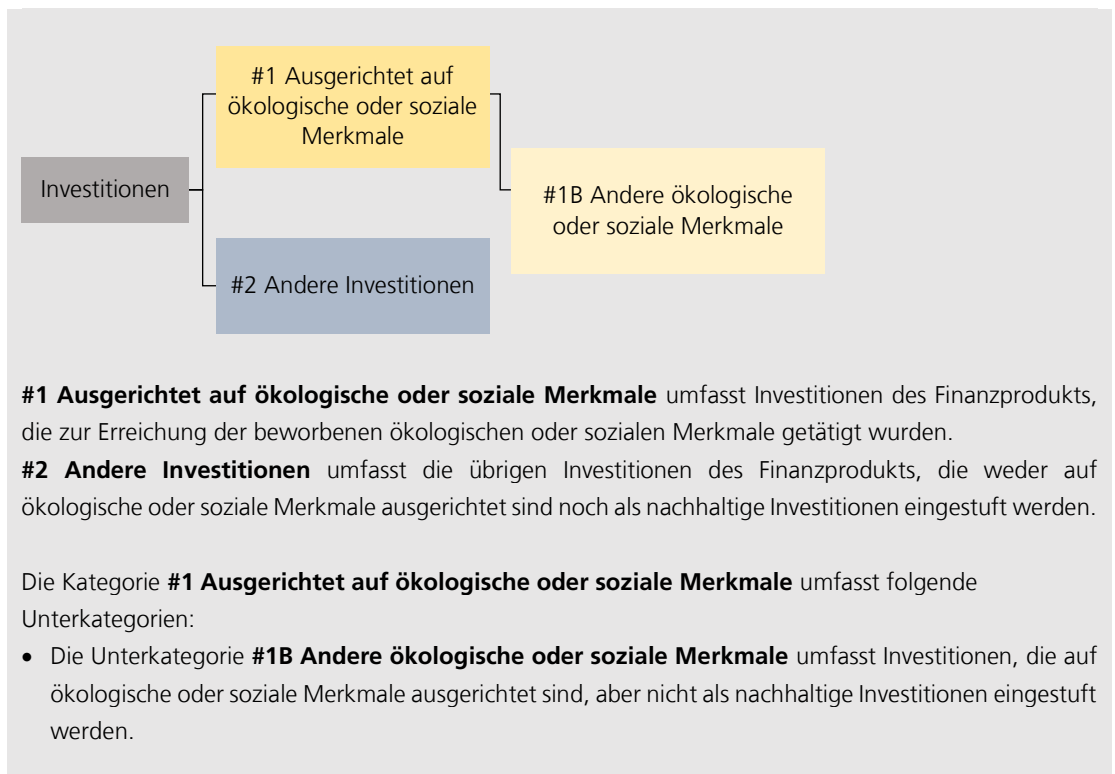 #1 Ausgerichtet auf
ökologische oder soziale
Merkmale
Investitionen
#1B Andere ökologische
oder soziale Merkmale
#2 Andere Investitionen
#1 Ausgerichtet auf ökologische oder soziale Merkmale umfasst Investitionen des Finanzprodukts,
die zur Erreichung der beworbenen ökologischen oder sozialen Merkmale getätigt wurden.
#2 Andere Investitionen umfasst die übrigen Investitionen des Finanzprodukts, die weder auf
ökologische oder soziale Merkmale ausgerichtet sind noch als nachhaltige Investitionen eingestuft werden.
Die Kategorie #1 Ausgerichtet auf ökologische oder soziale Merkmale umfasst folgende
Unterkategorien:
• Die Unterkategorie #1B Andere ökologische oder soziale Merkmale umfasst Investitionen, die auf
ökologische oder soziale Merkmale ausgerichtet sind, aber nicht als nachhaltige Investitionen eingestuft
werden.